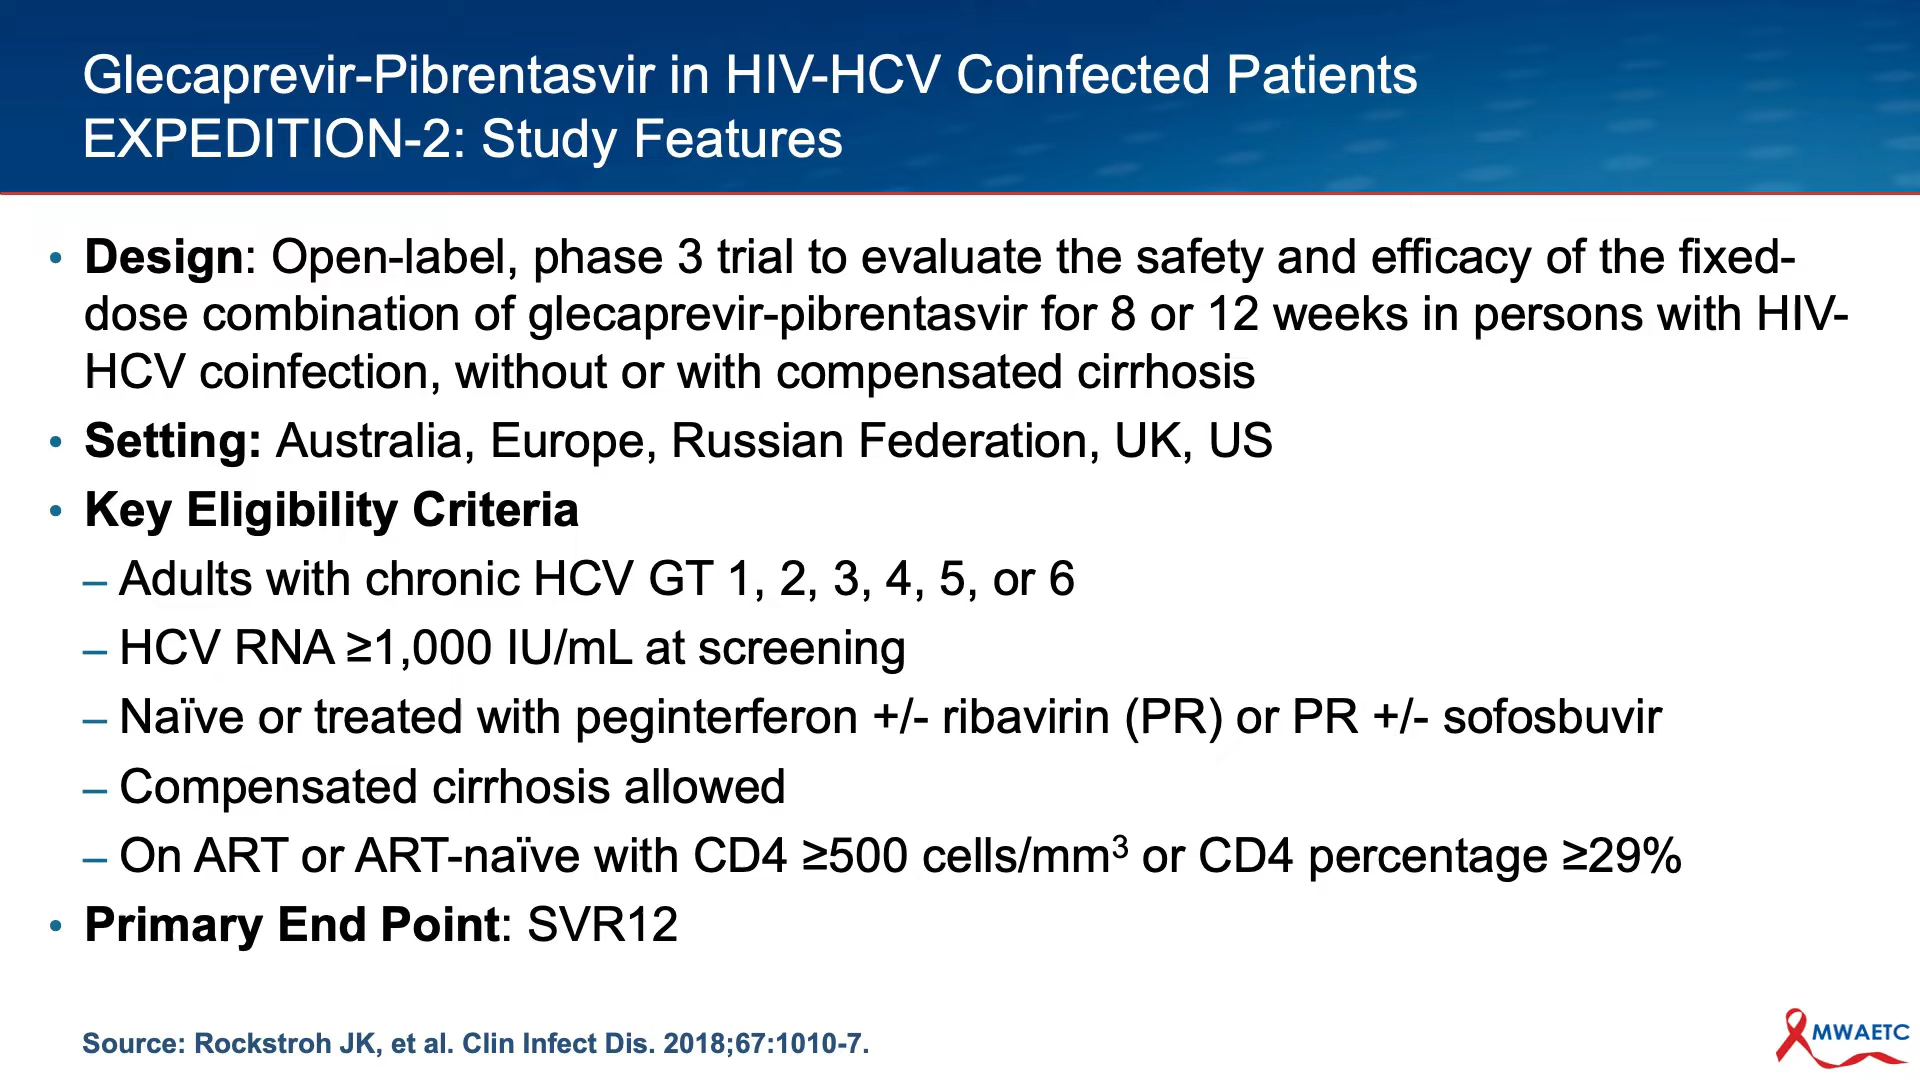 Glecaprevir-Pibrentasvir in HIV-HCV Coinfected Patients
EXPEDITION-2: Study Features
• Design: Open-label, phase 3 trial to evaluate the safety and efficacy of the fixed-
dose combination of glecaprevir-pibrentasvir for 8 or 12 weeks in persons with HIV-
HCV coinfection, without or with compensated cirrhosis
• Setting: Australia, Europe, Russian Federation, UK, US
• Key Eligibility Criteria
– Adults with chronic HCV GT 1, 2, 3, 4, 5, or 6
– HCV RNA ≥1,000 IU/mL at screening
– Naïve or treated with peginterferon +/- ribavirin (PR) or PR +/- sofosbuvir
– Compensated cirrhosis allowed
– On ART or ART-naïve with CD4 ≥500 cells/mm³ or CD4 percentage ≥29%
• Primary End Point: SVR12
Source: Rockstroh JK, et al. Clin Infect Dis. 2018;67:1010-7.
MWAETC